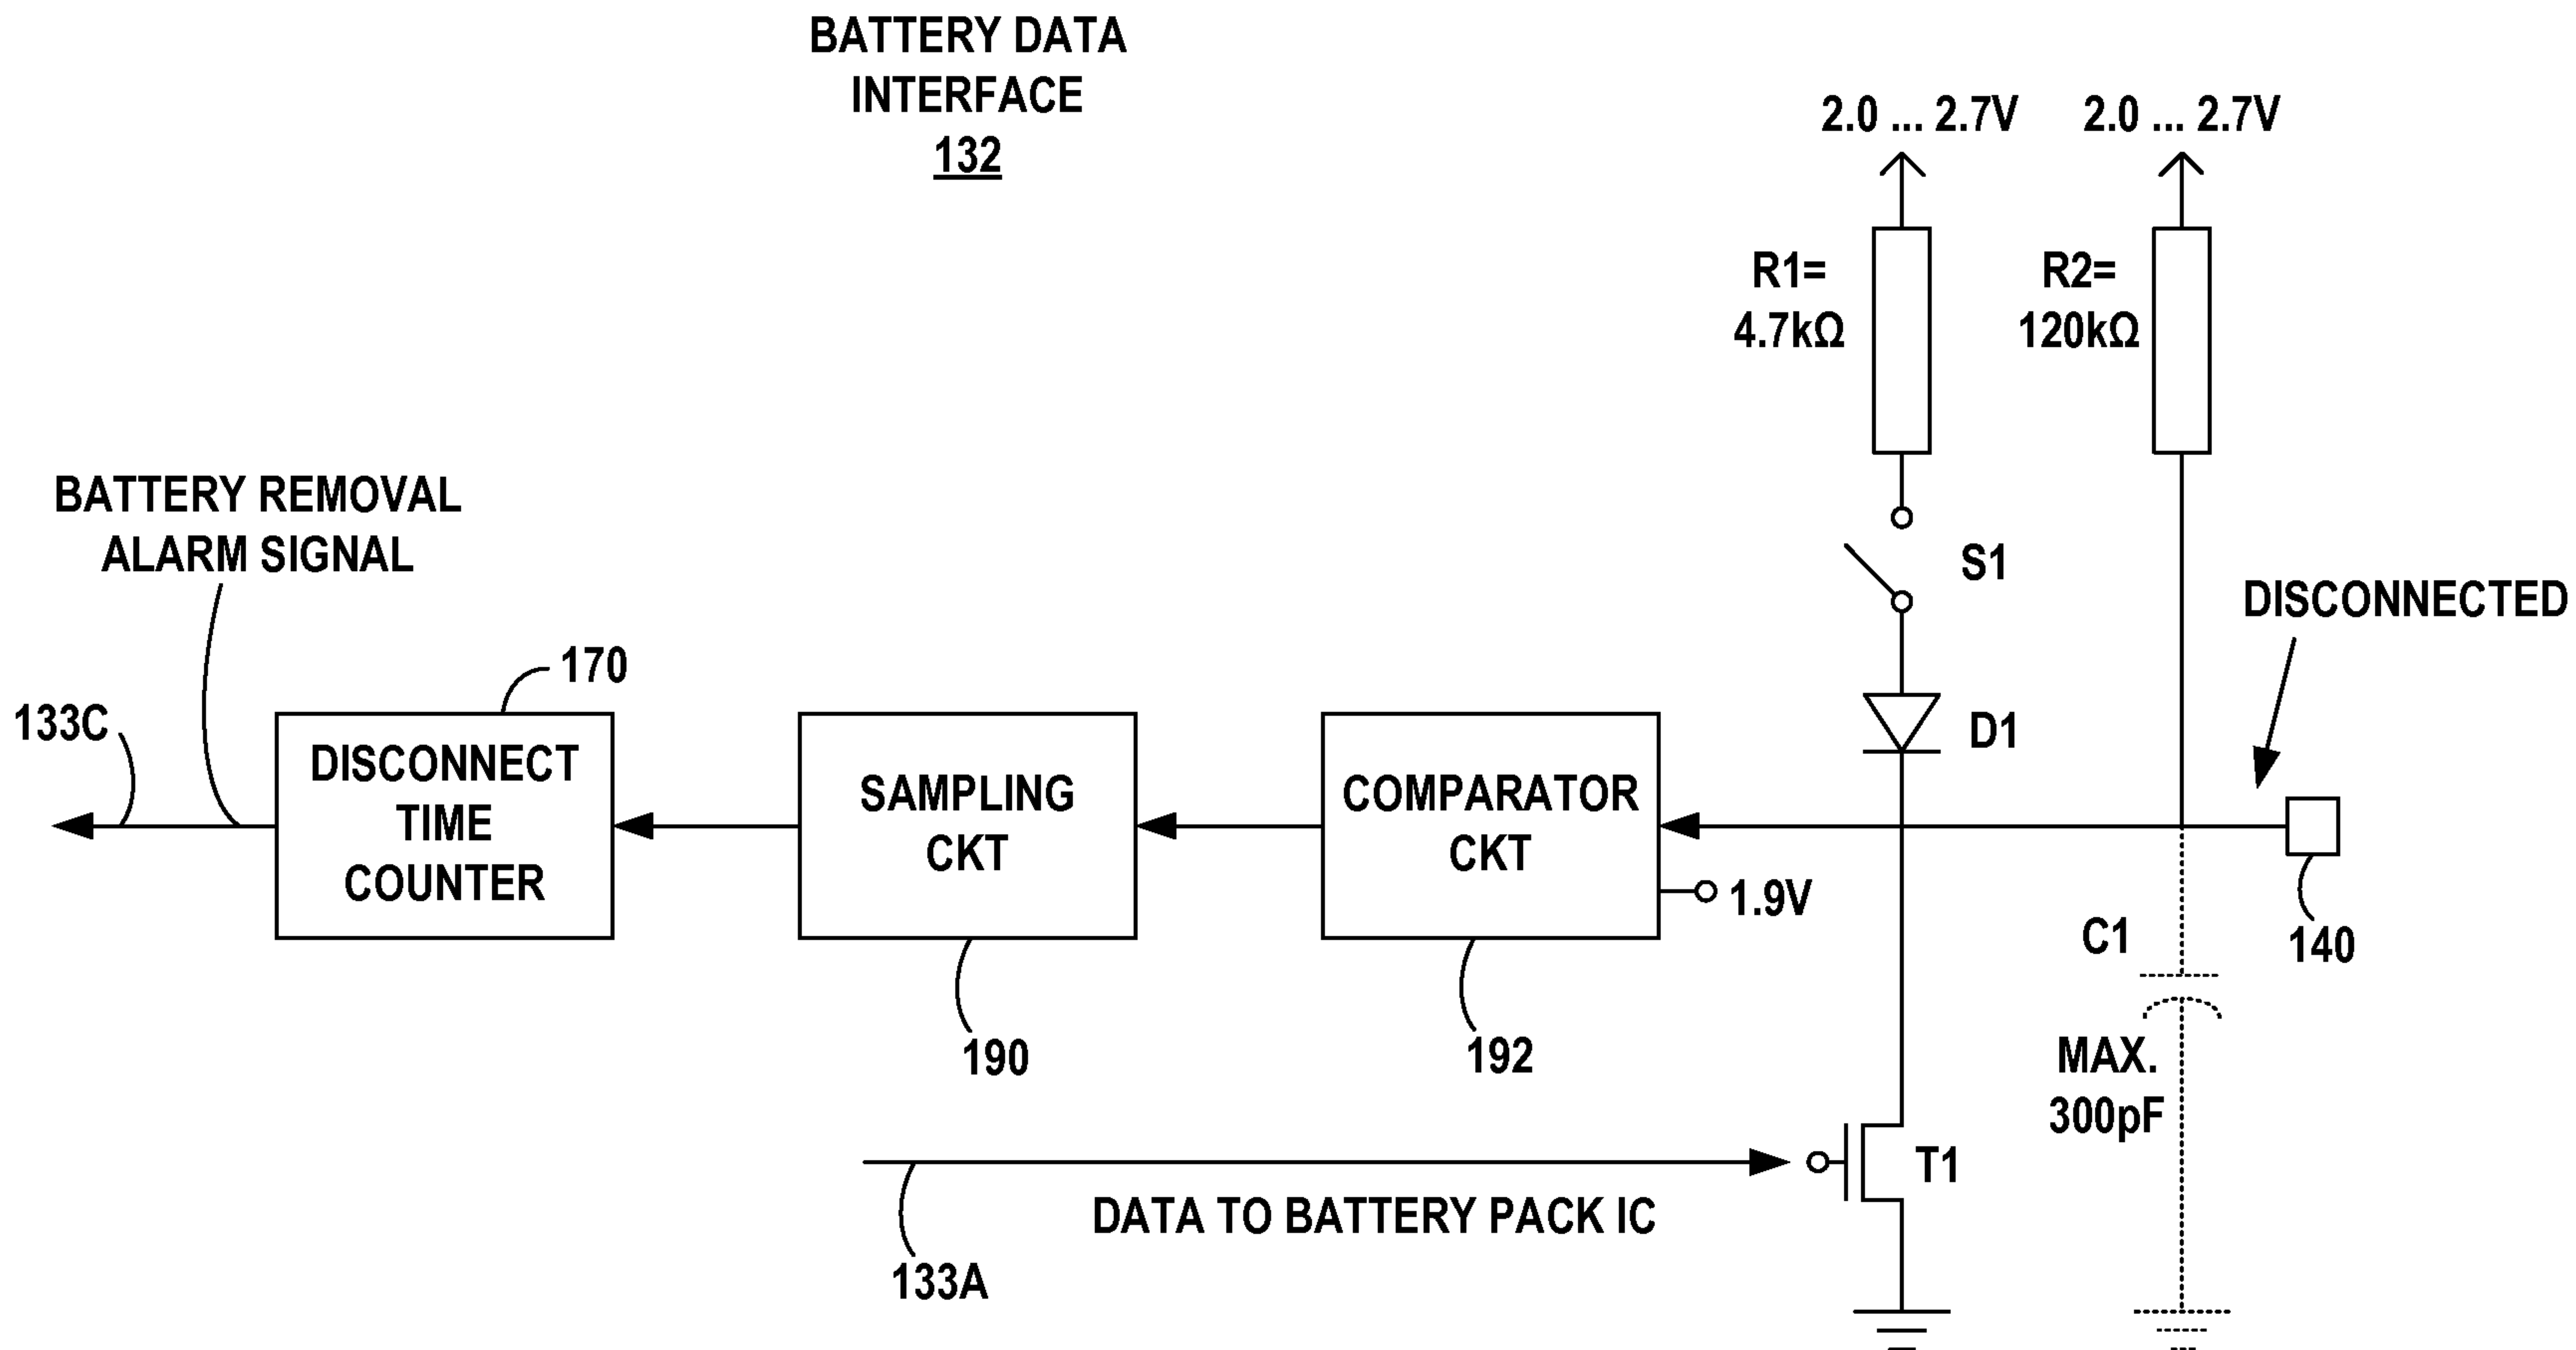 BATTERY DATA
INTERFACE
132
2.0 ... 2.7V
2.0 ... 2.7V
R1=
4.7kΩ
R2=
120kΩ
S1
DISCONNECTED
BATTERY REMOVAL
ALARM SIGNAL
170
133C
DISCONNECT
TIME
COUNTER
SAMPLING
CKT
COMPARATOR
CKT
D1
1.9V
C1
140
190
192
MAX.
300pF
T1
DATA TO BATTERY PACK IC
133A